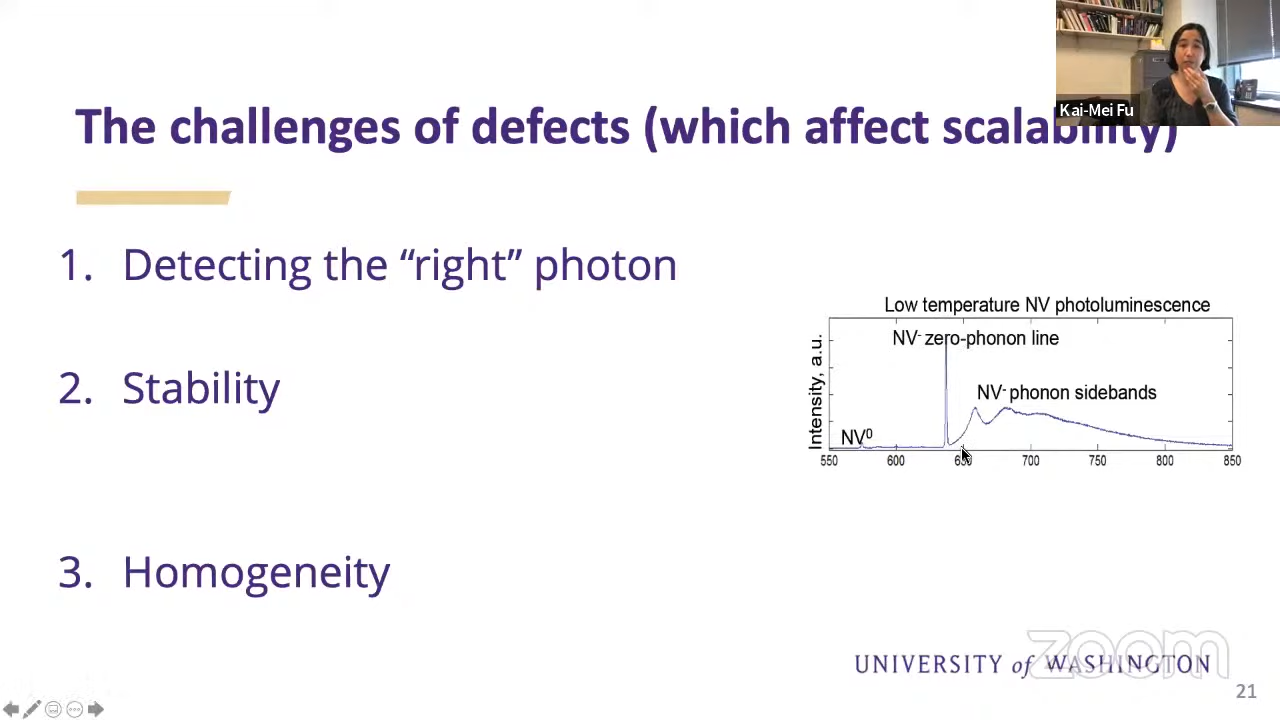 Kai-Mei Fu
The challenges of defects (which affect scalability)
1. Detecting the “right” photon
Low temperature NV photoluminescence
NV- zero-phonon line
NV- phonon sidebands
NV0
Intensity, a.u.
550 600 650 700 750 800 850
2. Stability
3. Homogeneity
zoom
UNIVERSITY of WASHINGTON
21